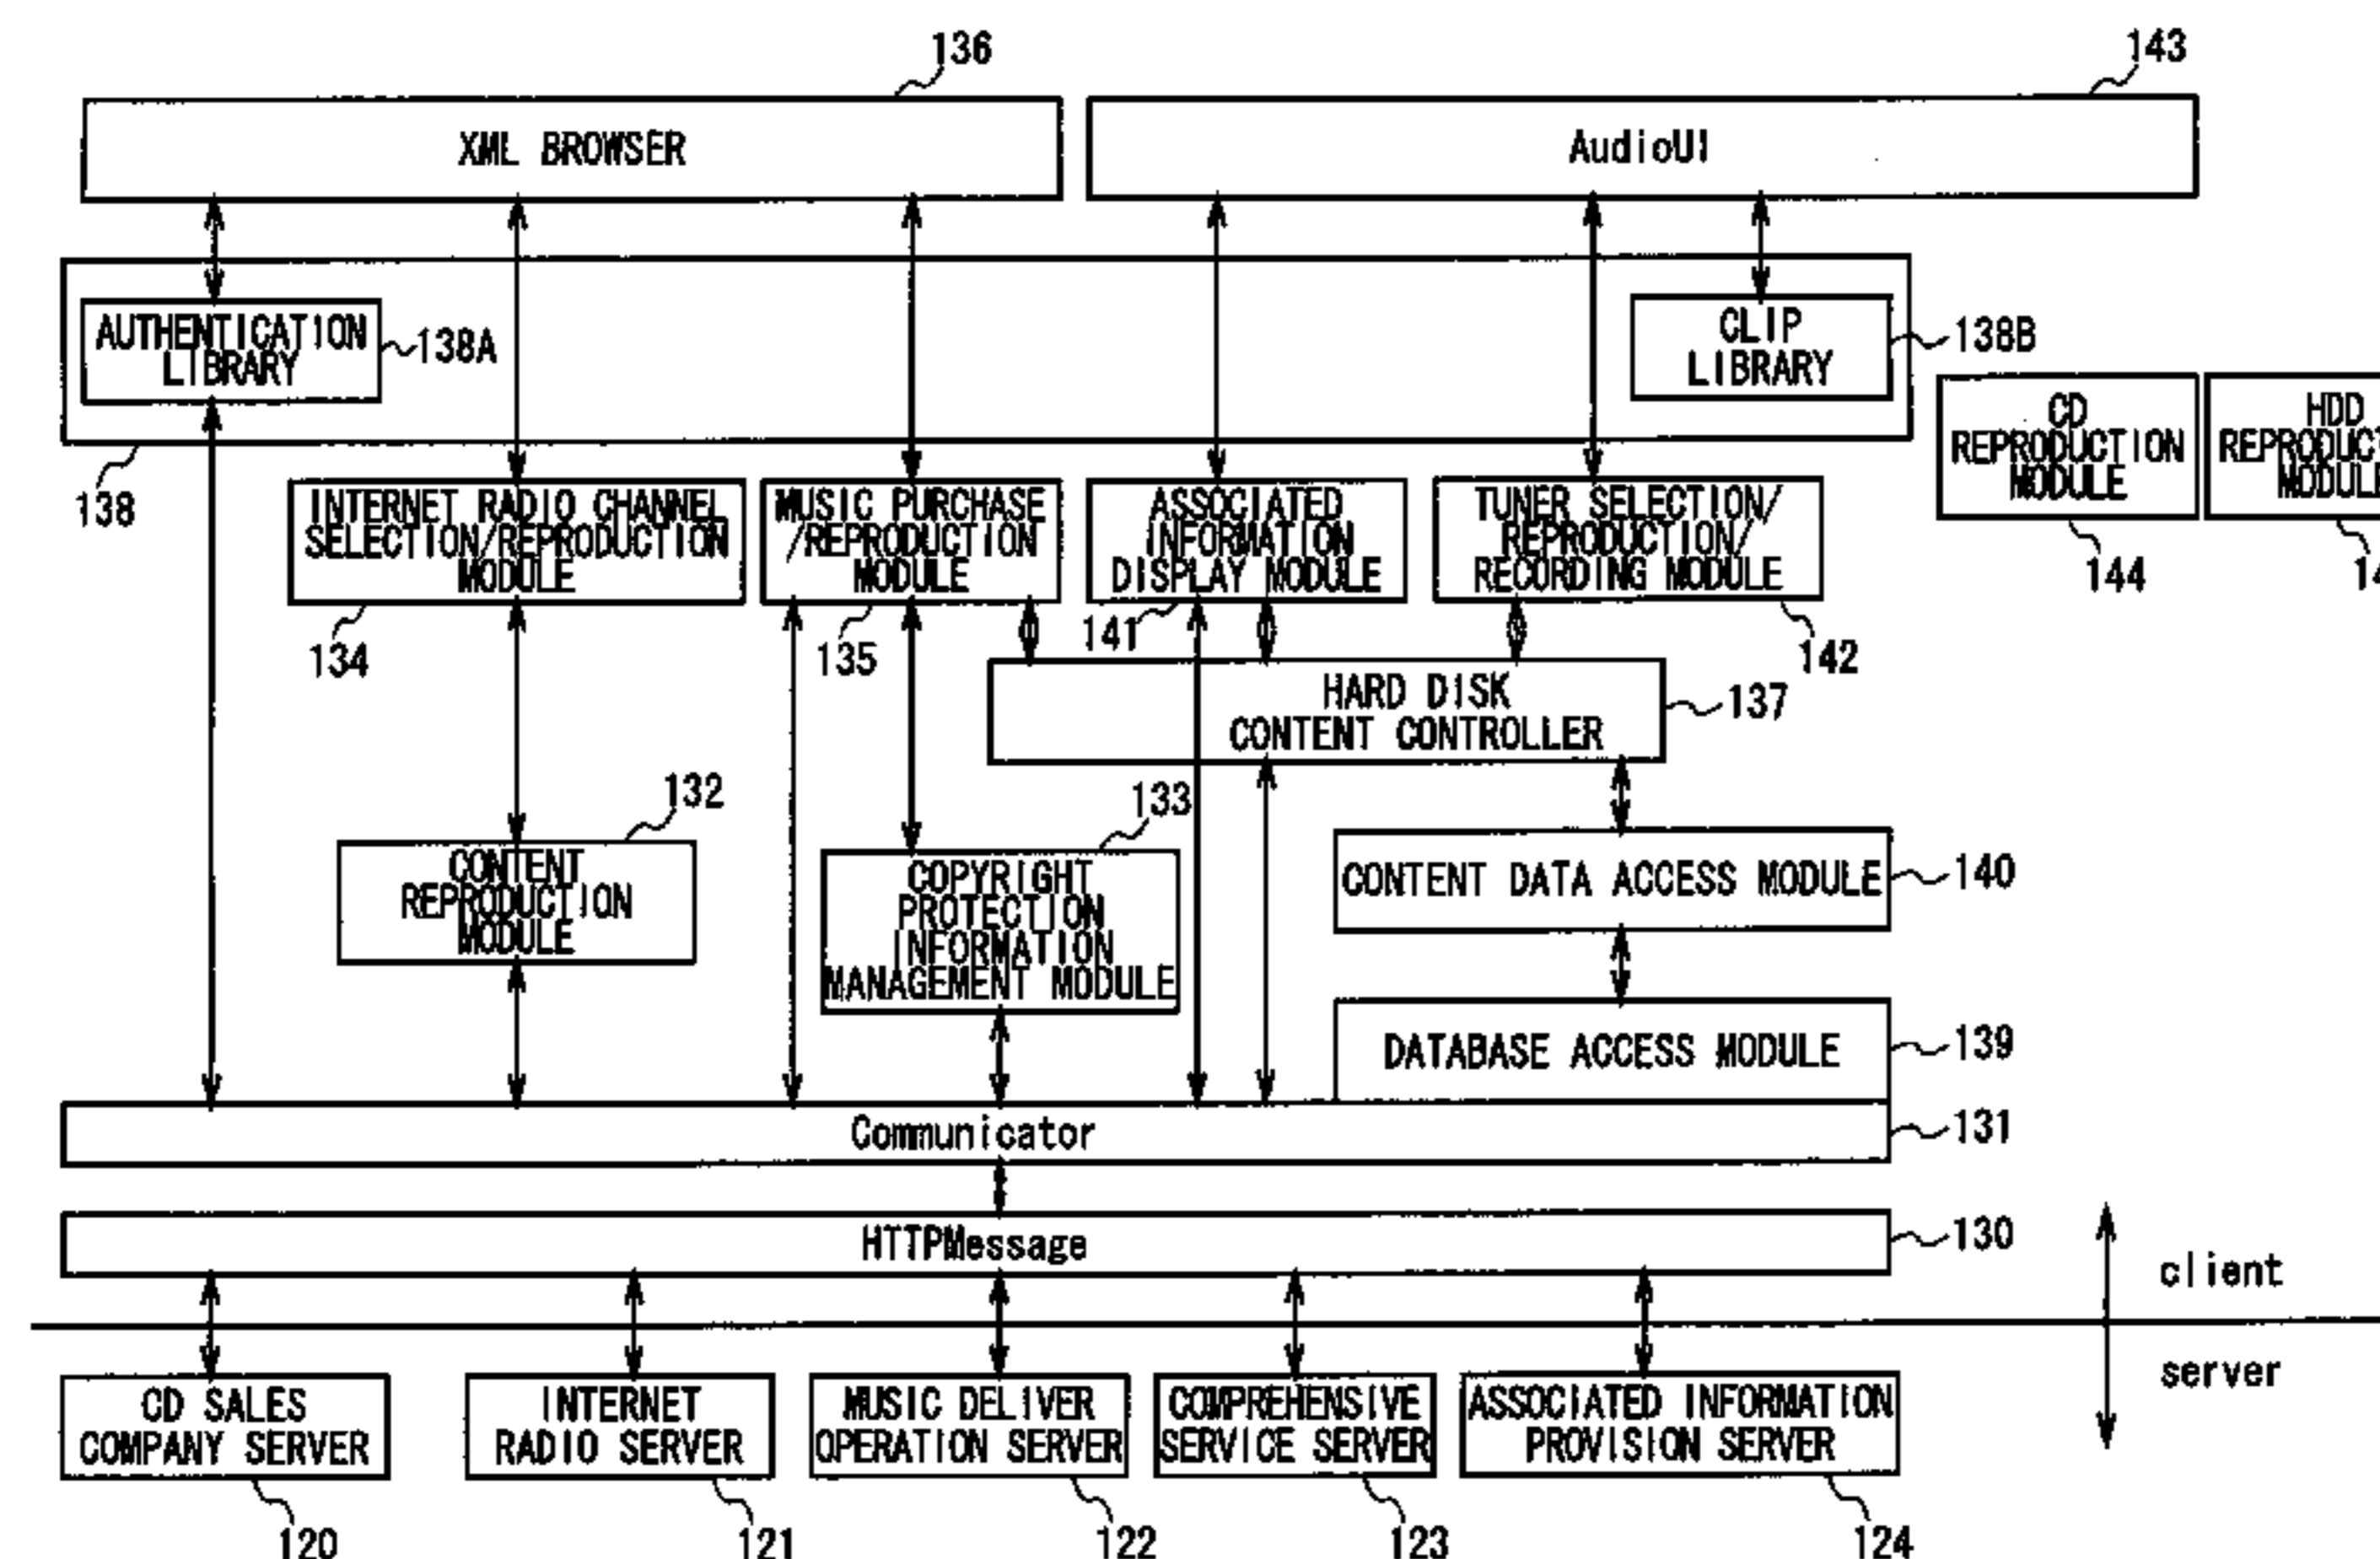 136
143
XML BROWSER
AudioUI
AUTHENTICATION
LIBRARY
138A
CLIP
LIBRARY
138B
138
CD
REPRODUCTION
MODULE
144
HDD
INTERNET RADIO CHANNEL
SELECTION/REPRODUCTION
MODULE
134
MUSIC PURCHASE
/REPRODUCTION
MODULE
135
ASSOCIATED
INFORMATION
DISPLAY MODULE
141
TUNER SELECTION/
REPRODUCTION/
RECORDING MODULE
142
HARD DISK
CONTENT CONTROLLER
137
132
CONTENT
REPRODUCTION
MODULE
133
COPYRIGHT
PROTECTION
INFORMATION
MANAGEMENT MODULE
CONTENT DATA ACCESS MODULE
140
DATABASE ACCESS MODULE
139
Communicator
131
HTTPMessage
130
client
server
CD SALES
COMPANY SERVER
120
INTERNET
RADIO SERVER
121
MUSIC DELIVER
OPERATION SERVER
122
COMPREHENSIVE
SERVICE SERVER
123
ASSOCIATED INFORMATION
PROVISION SERVER
124